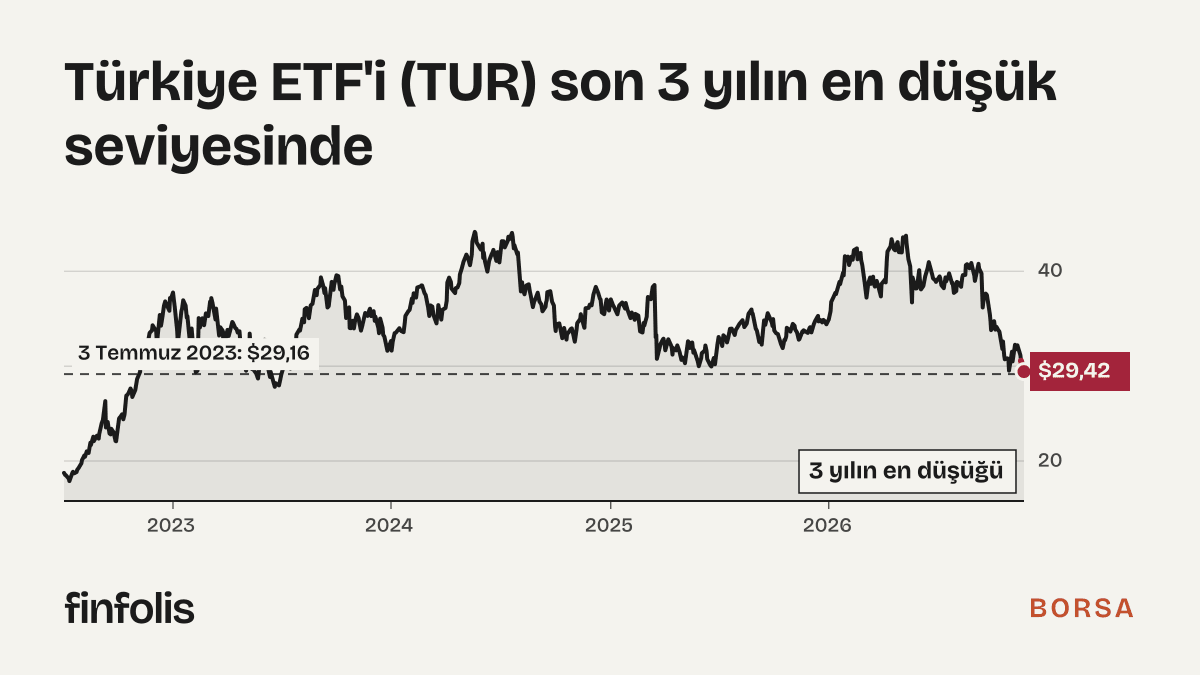 Türkiye ETF'i (TUR) son 3 yılın en düşük
seviyesinde
40
3 Temmuz 2023: $29,16
$29,42
20
3 yılın en düşüğü
2023
2024
2025
2026
finfolis
BORSA